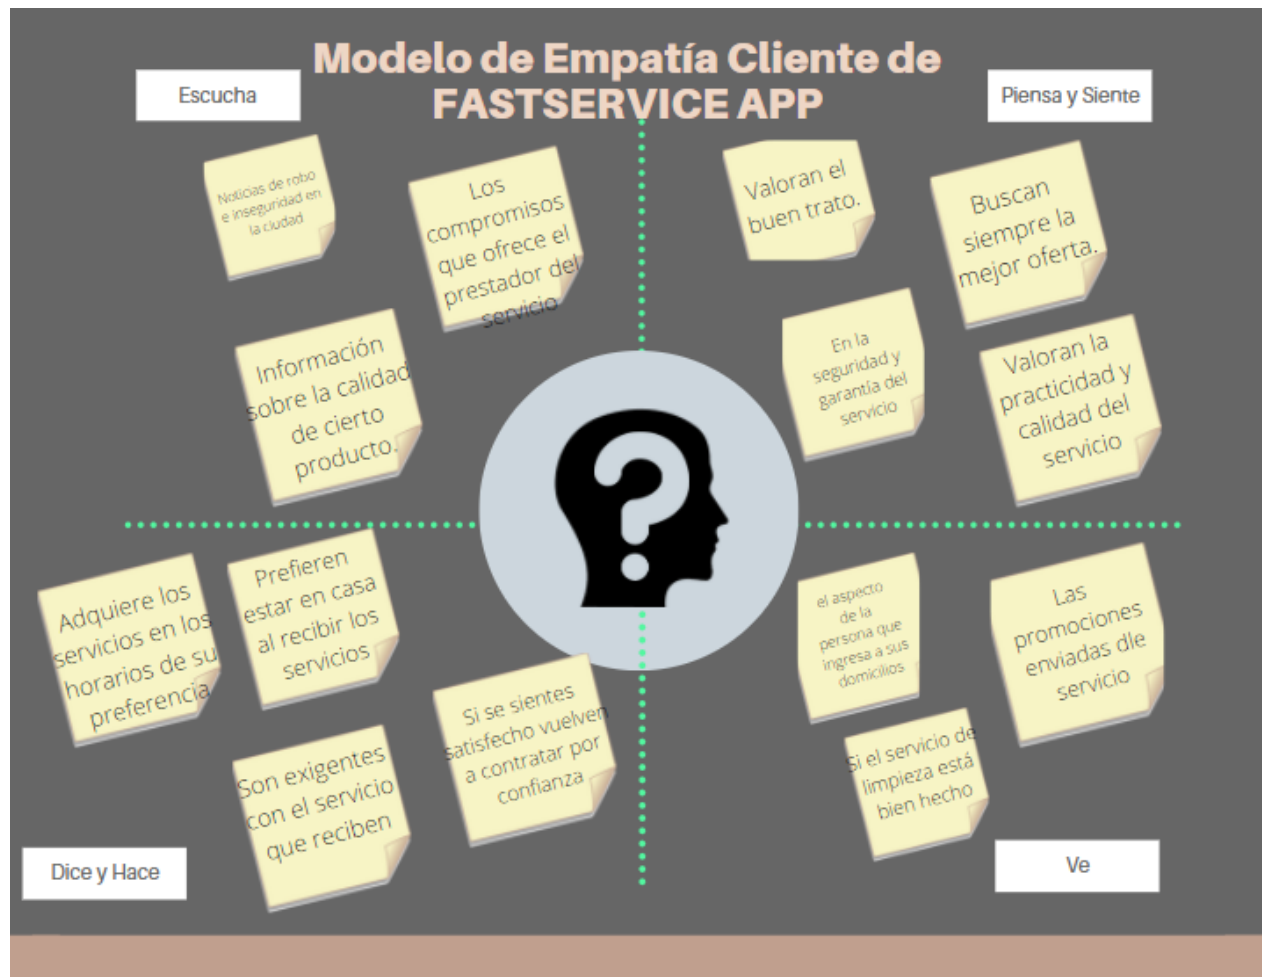 Modelo de Empatía Cliente de
FASTSERVICE APP
Escucha
Noticias de robo
e inseguridad en
la ciudad
Los
compromisos
que ofrece el
prestador del
servicio
Información
sobre la calidad
de cierto
producto.
Piensa y Siente
Valoran el
buen trato.
Buscan
siempre la
mejor oferta.
En la
seguridad y
garantía del
servicio
Valoran la
practicidad y
calidad del
servicio
Adquiere los
servicios en los
horarios de su
preferencia
Prefieren
estar en casa
al recibir los
servicios
Si se sientes
satisfecho vuelven
a contratar por
confianza
Son exigentes
con el servicio
que reciben
Dice y Hace
el aspecto
de la
persona que
ingresa a sus
domicilios
Las
promociones
enviadas dle
servicio
Si el servicio de
limpieza está
bien hecho
Ve